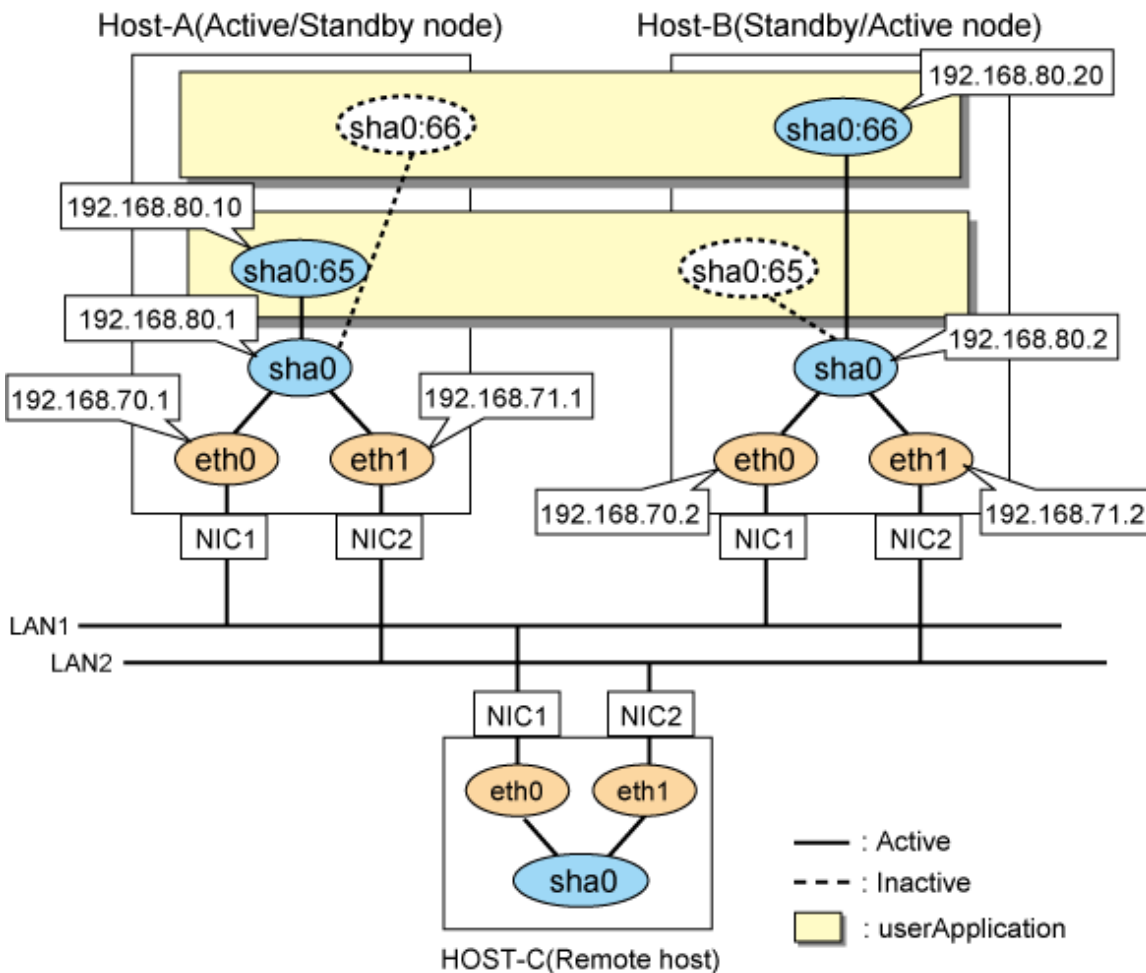 Host-A(Active/Standby node)
Host-B(Standby/Active node)
192.168.80.20
sha0:66
sha0:66
192.168.80.10
sha0:65
sha0:65
192.168.80.1
192.168.80.2
sha0
sha0
192.168.70.1
192.168.71.1
eth0
eth1
eth0
eth1
192.168.70.2
192.168.71.2
NIC1
NIC2
NIC1
NIC2
LAN1
LAN2
NIC1
NIC2
eth0
eth1
sha0
: Active
: Inactive
: userApplication
HOST-C(Remote host)